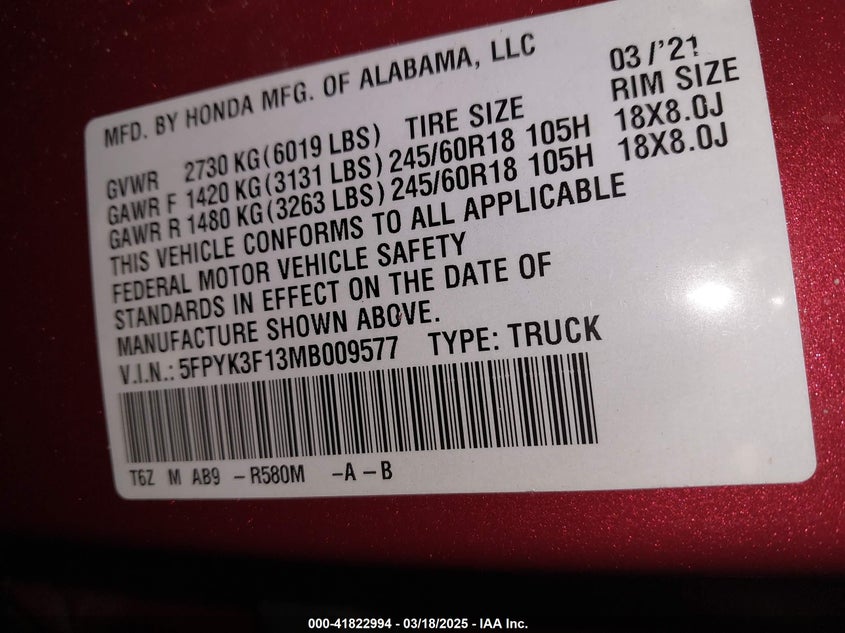 MFD. BY HONDA MFG. OF ALABAMA, LLC 03/'21
GVWR 2730 KG(6019 LBS) TIRE SIZE RIM SIZE
GAWR F 1420 KG(3131 LBS) 245/60R18 105H 18X8.0J
GAWR R 1480 KG(3263 LBS) 245/60R18 105H 18X8.0J
THIS VEHICLE CONFORMS TO ALL APPLICABLE
FEDERAL MOTOR VEHICLE SAFETY
STANDARDS IN EFFECT ON THE DATE OF
MANUFACTURE SHOWN ABOVE.
V.I.N.: 5FPYK3F13MB009577 TYPE: TRUCK
T6Z M AB9 -R580M -A-B
000-41822994 - 03/18/2025 - IAA Inc.